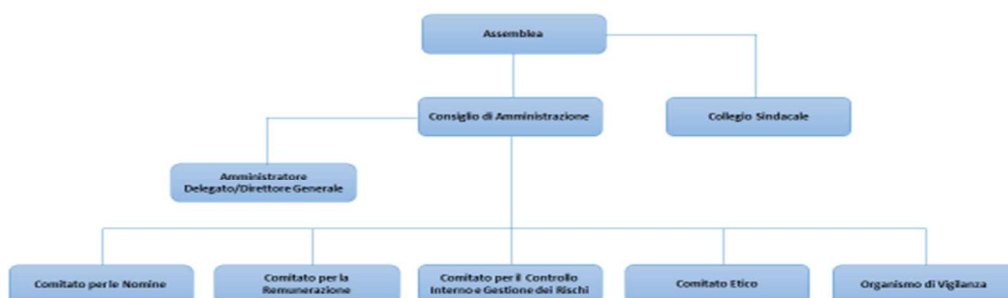 Assemblea
Consiglio di Amministrazione
Collegio Sindacale
Amministratore
Delegato/Direttore Generale
Comitato per le Nomine
Comitato per la
Remunerazione
Comitato per il Controllo
Interno e Gestione dei Rischi
Comitato Etico
Organismo di Vigilanza